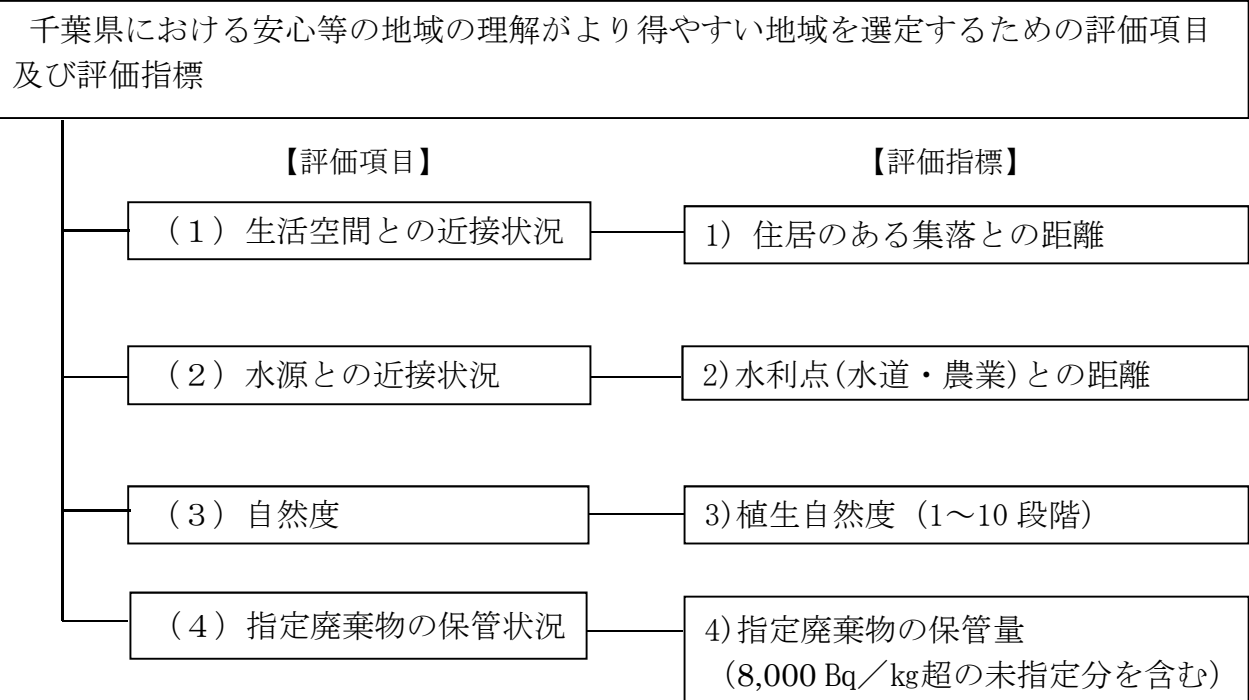 千葉県における安心等の地域の理解がより得やすい地域を選定するための評価項目
及び評価指標
【評価項目】 【評価指標】
（１）生活空間との近接状況 1) 住居のある集落との距離
（２）水源との近接状況 2)水利点(水道・農業)との距離
（３）自然度 3)植生自然度（1～10 段階）
（４）指定廃棄物の保管状況 4)指定廃棄物の保管量
（8,000 Bq／㎏超の未指定分を含む）